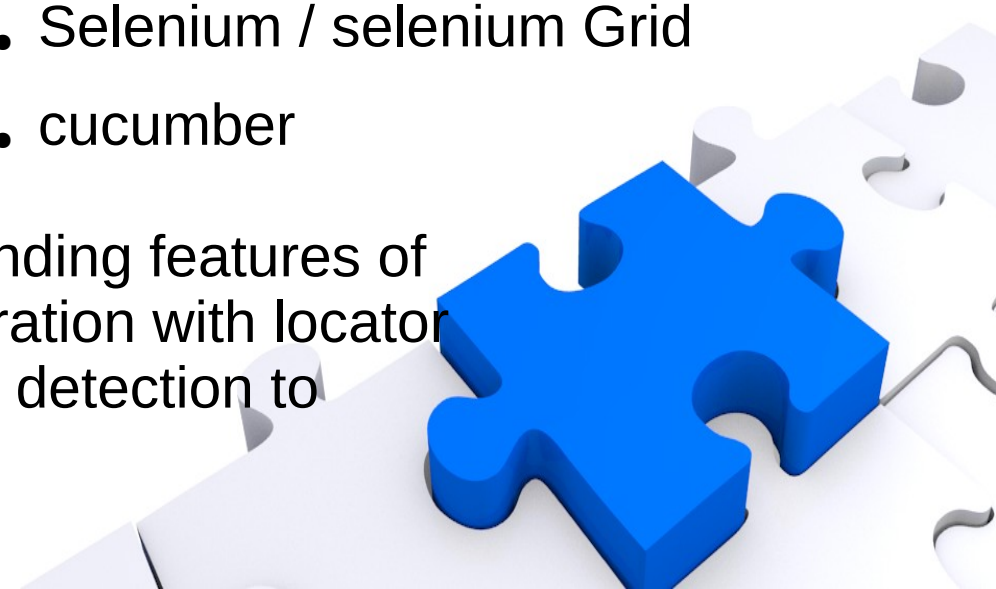 • Selenium / selenium Grid
• cucumber
nding features of
ration with locator
detection to